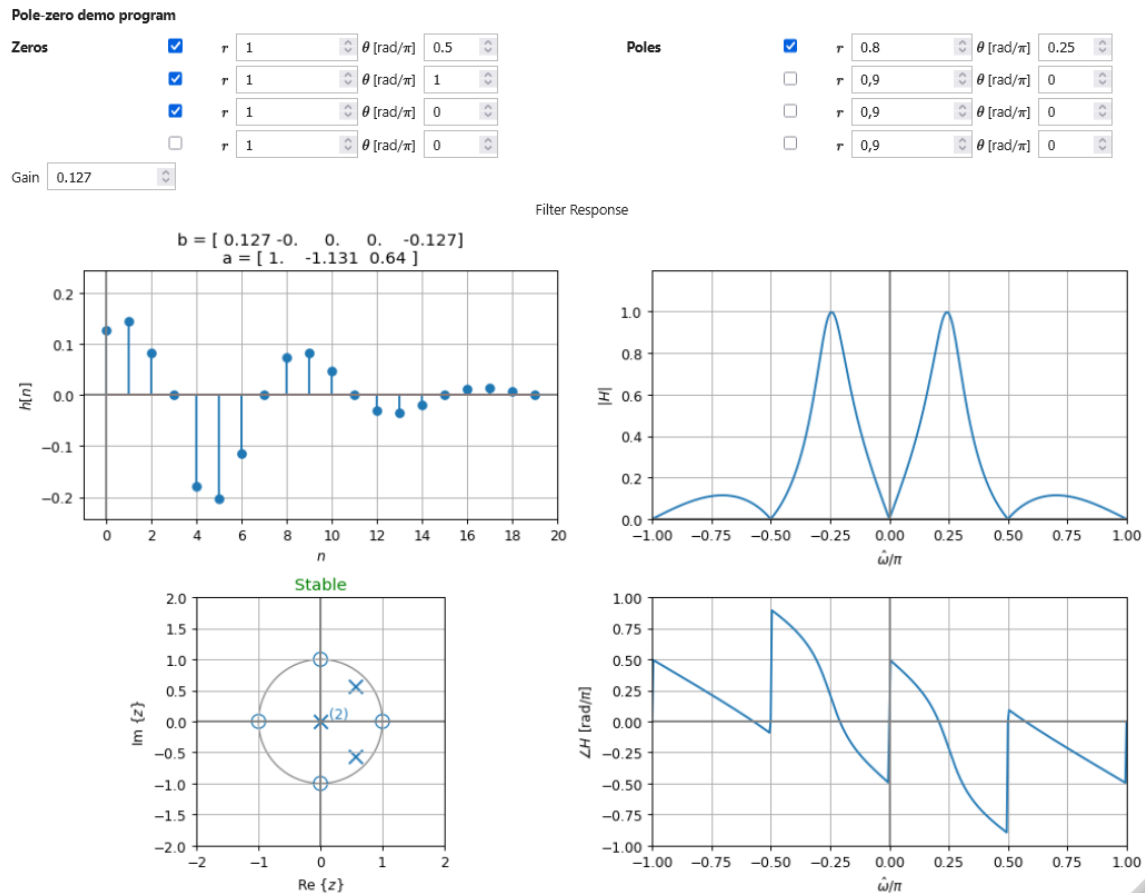 Pole-zero demo program
Zeros r 1 θ [rad/π] 0.5 Poles r 0.8 θ [rad/π] 0.25
r 1 θ [rad/π] 1 r 0,9 θ [rad/π] 0
r 1 θ [rad/π] 0 r 0,9 θ [rad/π] 0
r 1 θ [rad/π] 0 r 0,9 θ [rad/π] 0
Gain 0.127
Filter Response
b = [ 0.127 -0. 0. 0. -0.127]
a = [ 1. -1.131 0.64 ]
0.2
0.1
0.0
−0.1
−0.2
h[n]
0 2 4 6 8 10 12 14 16 18 20
n
1.0
0.8
0.6
0.4
0.2
0.0
|H|
−1.00 −0.75 −0.50 −0.25 0.00 0.25 0.50 0.75 1.00
ω̂/π
Stable
2.0
1.5
1.0
0.5
0.0
−0.5
−1.0
−1.5
−2.0
Im {z}
(2)
−2 −1 0 1 2
Re {z}
1.00
0.75
0.50
0.25
0.00
−0.25
−0.50
−0.75
−1.00
∠H [rad/π]
−1.00 −0.75 −0.50 −0.25 0.00 0.25 0.50 0.75 1.00
ω̂/π